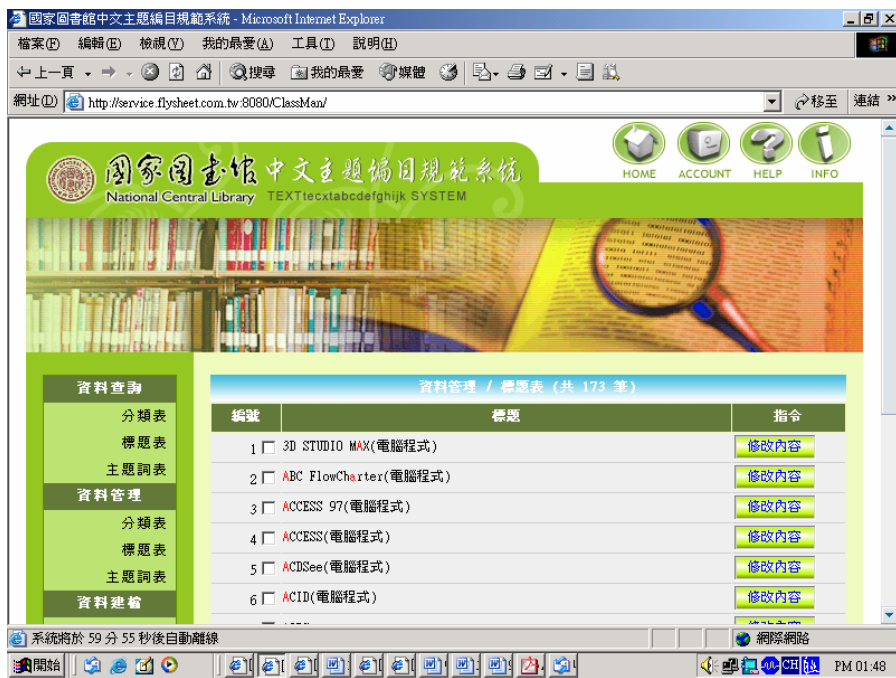 國家圖書館中文主題編目規範系統 - Microsoft Internet Explorer
檔案(F) 編輯(E) 檢視(V) 我的最愛(A) 工具(T) 說明(H)
上一頁 搜尋 我的最愛 媒體
網址(D) http://service.flysheet.com.tw:8080/ClassMan/ 移至 連結 »
國家圖書館 中文主題編目規範系統
National Central Library TEXTtecxtabcdefghijk SYSTEM
HOME ACCOUNT HELP INFO
資料查詢
分類表
標題表
主題詞表
資料管理
分類表
標題表
主題詞表
資料建檔
資料管理 / 標題表 (共 173 筆)
編號 標題 指令
1 3D STUDIO MAX(電腦程式) 修改內容
2 ABC FlowCharter(電腦程式) 修改內容
3 ACCESS 97(電腦程式) 修改內容
4 ACCESS(電腦程式) 修改內容
5 ACDSee(電腦程式) 修改內容
6 ACID(電腦程式) 修改內容
系統將於 59 分 55 秒後自動離線 網際網路
開始 CH PM 01:48